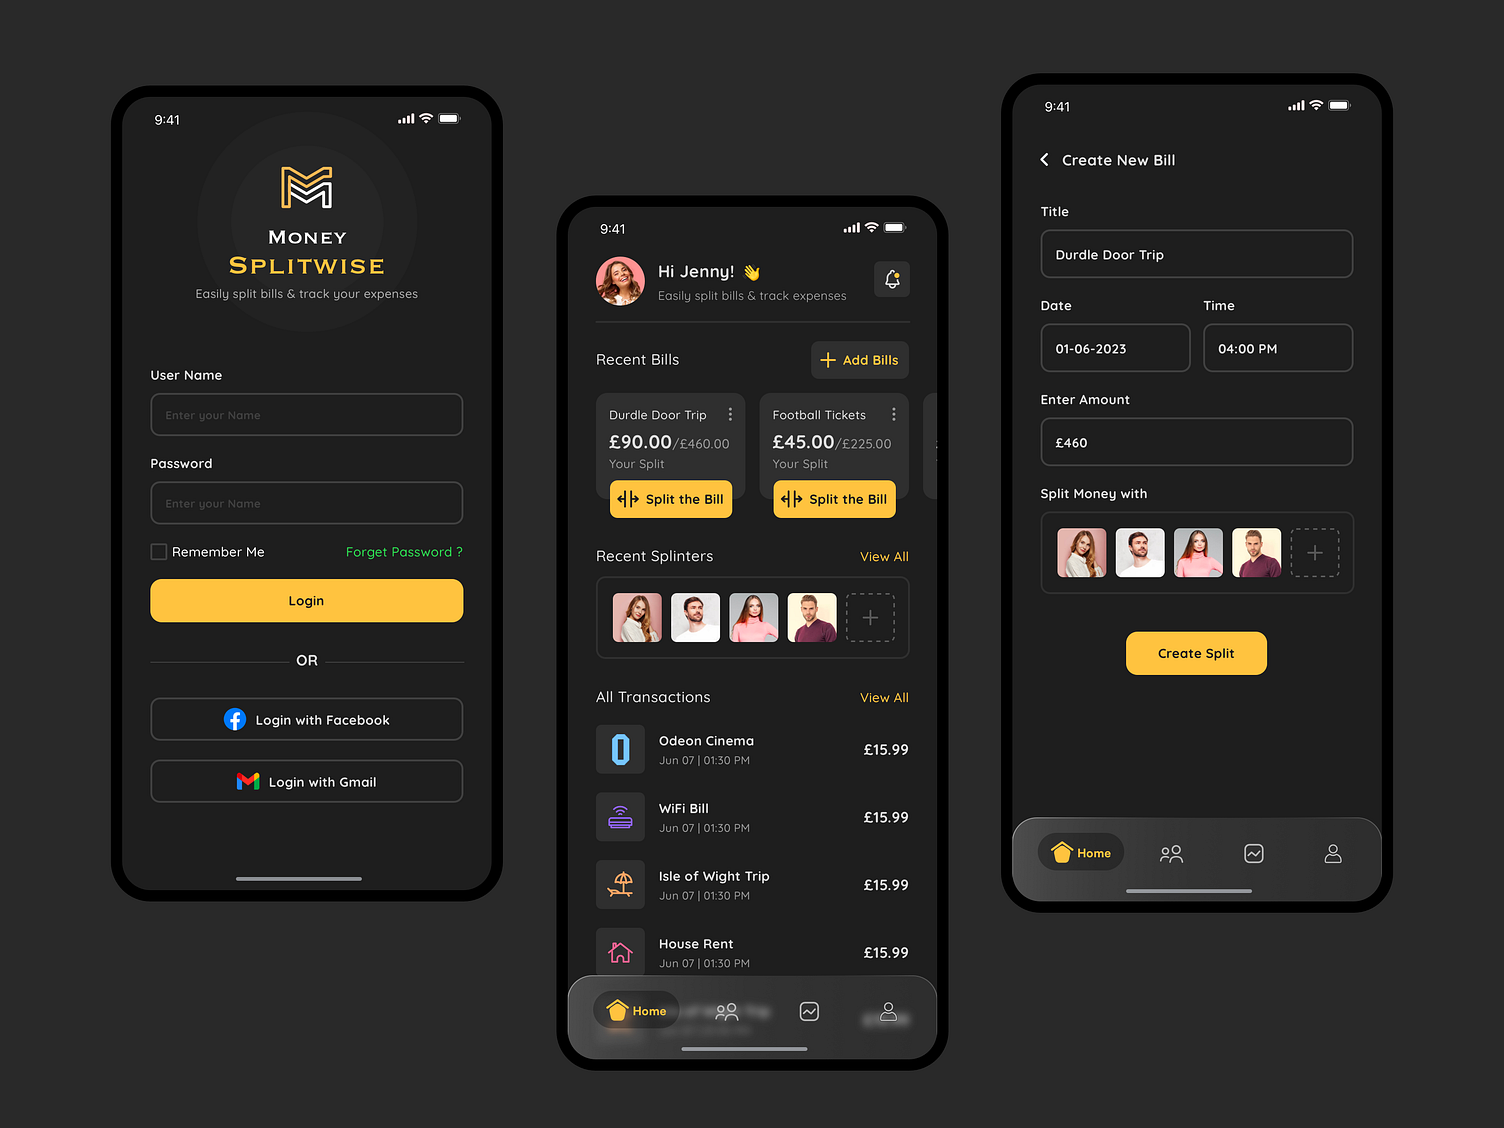 9:41
MONEY
SPLITWISE
Easily split bills & track your expenses
User Name
Enter your Name
Password
Enter your Name
Remember Me
Forget Password ?
Login
OR
Login with Facebook
Login with Gmail
9:41
Hi Jenny! 👋
Easily split bills & track expenses
Recent Bills
Add Bills
Durdle Door Trip
£90.00/£460.00
Your Split
Split the Bill
Football Tickets
£45.00/£225.00
Your Split
Split the Bill
Recent Splinters
View All
All Transactions
View All
Odeon Cinema
Jun 07 | 01:30 PM
£15.99
WiFi Bill
Jun 07 | 01:30 PM
£15.99
Isle of Wight Trip
Jun 07 | 01:30 PM
£15.99
House Rent
Jun 07 | 01:30 PM
£15.99
Home
9:41
Create New Bill
Title
Durdle Door Trip
Date
Time
01-06-2023
04:00 PM
Enter Amount
£460
Split Money with
Create Split
Home